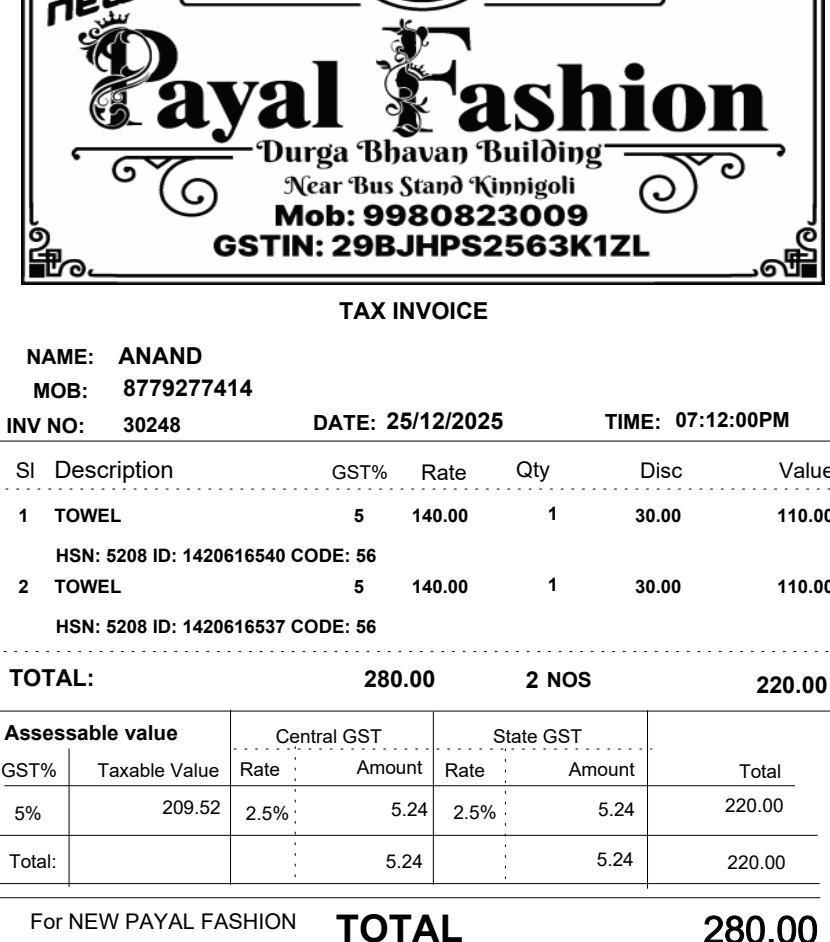 new
Payal Fashion
Durga Bhavan Building
Near Bus Stand Kinnigoli
Mob: 9980823009
GSTIN: 29BJHPS2563K1ZL
TAX INVOICE
NAME: ANAND
MOB: 8779277414
INV NO: 30248 DATE: 25/12/2025 TIME: 07:12:00PM
Sl Description GST% Rate Qty Disc Value
1 TOWEL 5 140.00 1 30.00 110.00
HSN: 5208 ID: 1420616540 CODE: 56
2 TOWEL 5 140.00 1 30.00 110.00
HSN: 5208 ID: 1420616537 CODE: 56
TOTAL: 280.00 2 NOS 220.00
Assessable value Central GST State GST
GST% Taxable Value Rate Amount Rate Amount Total
5% 209.52 2.5% 5.24 2.5% 5.24 220.00
Total: 5.24 5.24 220.00
For NEW PAYAL FASHION TOTAL 280.00